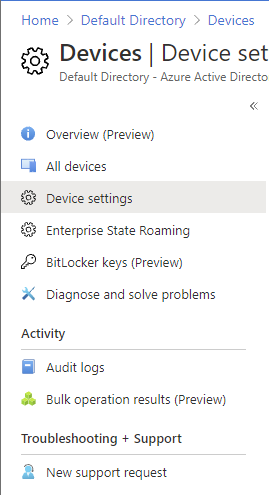 Home > Default Directory > Devices
Devices | Device set
Default Directory - Azure Active Directo
«
Overview (Preview)
All devices
Device settings
Enterprise State Roaming
BitLocker keys (Preview)
Diagnose and solve problems
Activity
Audit logs
Bulk operation results (Preview)
Troubleshooting + Support
New support request